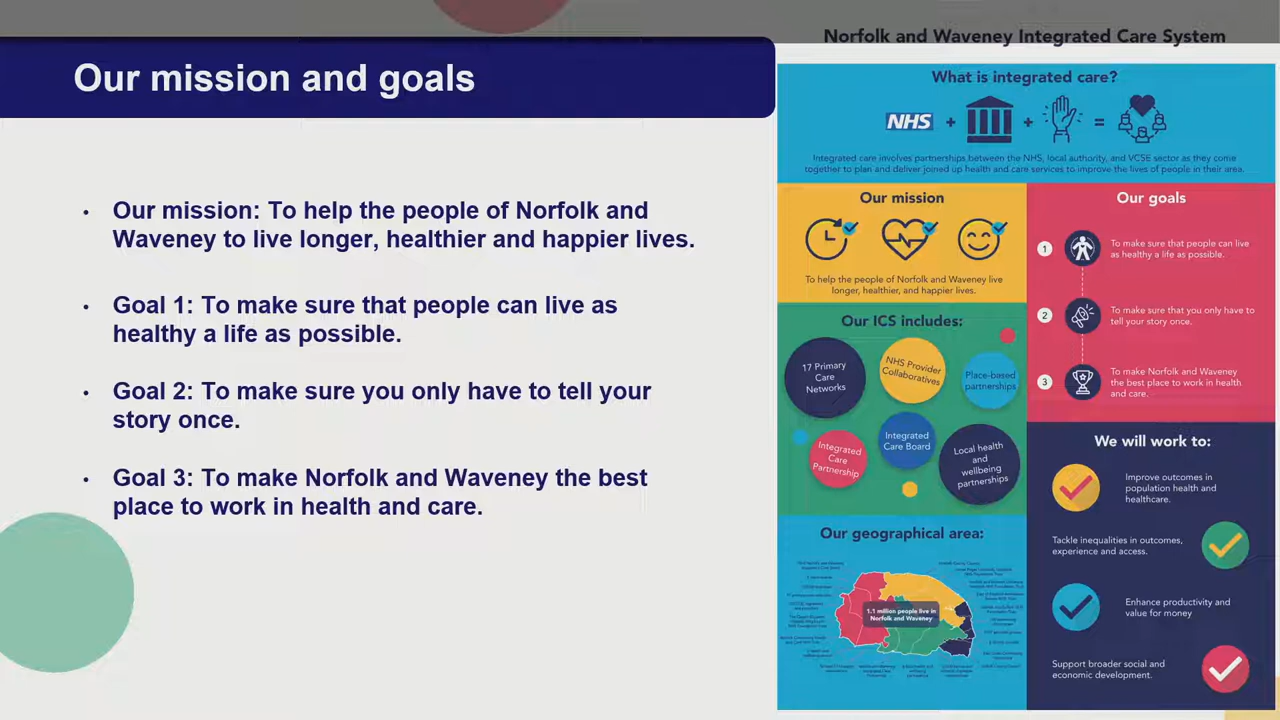 Our mission and goals
• Our mission: To help the people of Norfolk and
Waveney to live longer, healthier and happier lives.
• Goal 1: To make sure that people can live as
healthy a life as possible.
• Goal 2: To make sure you only have to tell your
story once.
• Goal 3: To make Norfolk and Waveney the best
place to work in health and care.
Norfolk and Waveney Integrated Care System
What is integrated care?
NHS + + =
Integrated care involves partnerships between the NHS, local authority, and VCSE sector as they come
together to plan and deliver joined up health and care services to improve the lives of people in their area.
Our mission
To help the people of Norfolk and Waveney live
longer, healthier, and happier lives.
Our goals
1
To make sure that people can live
as healthy a life as possible.
2
To make sure that you only have to
tell your story once.
3
To make Norfolk and Waveney
the best place to work in health
and care.
Our ICS includes:
17 Primary
Care
Networks
NHS Provider
Collaboratives
Place-based
partnerships
Integrated
Care
Partnership
Integrated
Care Board
Local health
and
wellbeing
partnerships
We will work to:
Improve outcomes in
population health and
healthcare.
Tackle inequalities in outcomes,
experience and access.
Enhance productivity and
value for money
Support broader social and
economic development.
Our geographical area:
1.1 million people live in
Norfolk and Waveney